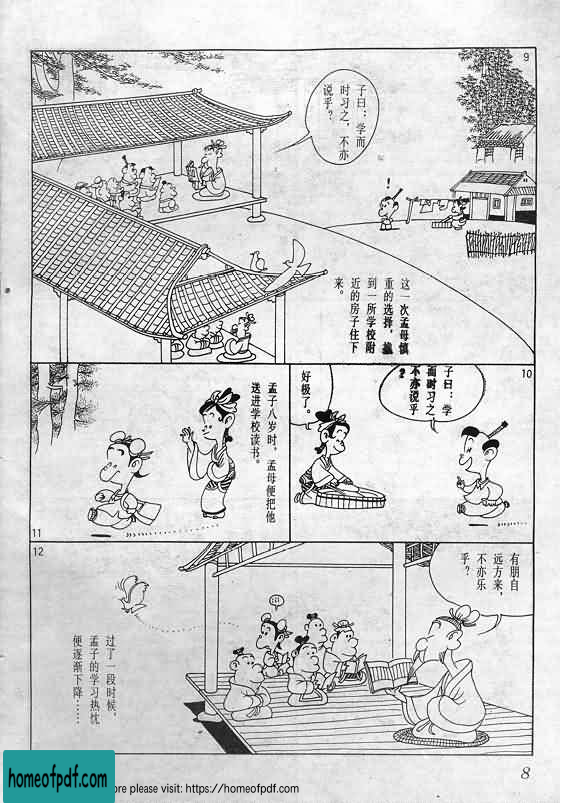 9
子曰：学而
时习之，不亦
说乎？
!
这一次孟母慎
重的选择，搬
到一所学校附
近的房子住下
来。
10
子曰：学
而时习之
不亦说乎
?
好极了。
11
孟子八岁时，孟母便把他
送进学校读书。
12
有朋自
远方来，
不亦乐
乎？
过了一段时候，
孟子的学习热忱
便逐渐下降……
8
homeofpdf.com
ore please visit: https://homeofpdf.com